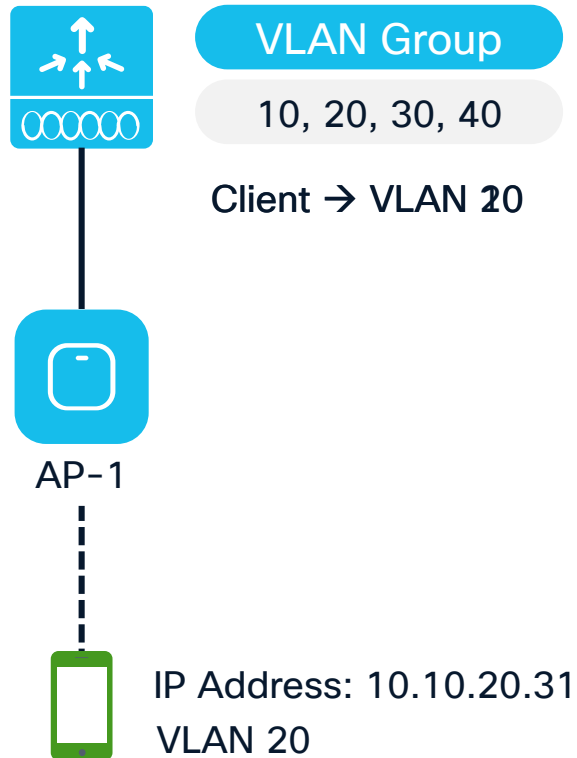 VLAN Group
10, 20, 30, 40
Client → VLAN
AP-1
IP Address: 10.10.20.31
VLAN 20